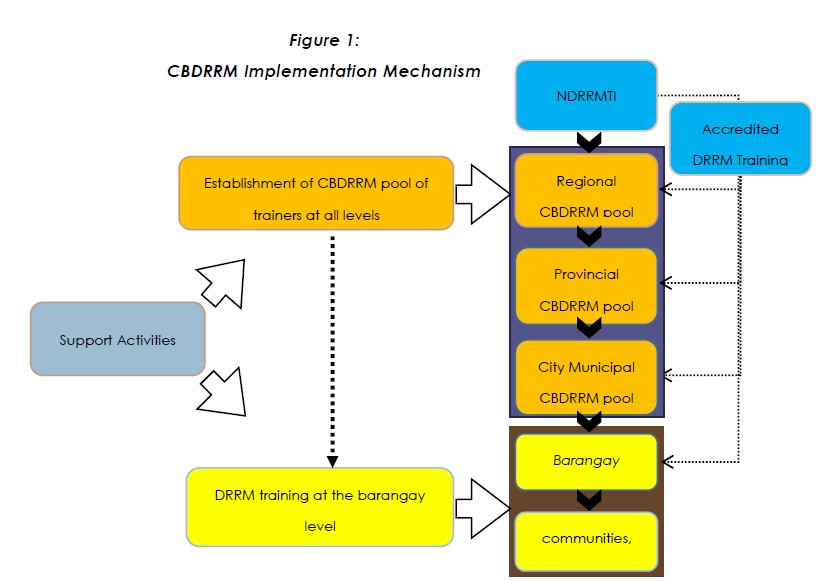 Figure 1:
CBDRRM Implementation Mechanism
NDRRMTI
Accredited
DRRM Training
Establishment of CBDRRM pool of
trainers at all levels
Regional
CBDRRM pool
Provincial
CBDRRM pool
Support Activities
City Municipal
CBDRRM pool
Barangay
DRRM training at the barangay
level
communities,